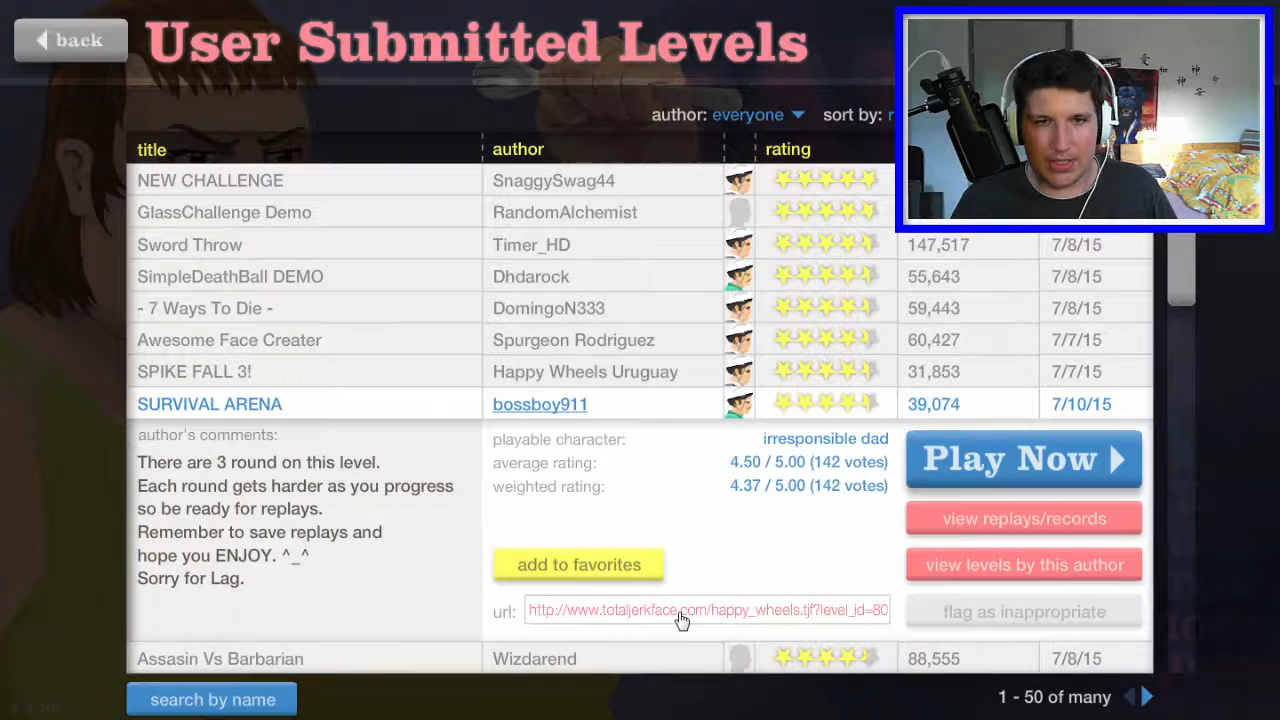 back
User Submitted Levels
author: everyone sort by:
title author rating
NEW CHALLENGE SnaggySwag44
GlassChallenge Demo RandomAlchemist
Sword Throw Timer_HD 147,517 7/8/15
SimpleDeathBall DEMO Dhdarock 55,643 7/8/15
- 7 Ways To Die - DomingoN333 59,443 7/8/15
Awesome Face Creater Spurgeon Rodriguez 60,427 7/7/15
SPIKE FALL 3! Happy Wheels Uruguay 31,853 7/7/15
SURVIVAL ARENA bossboy911 39,074 7/10/15
author's comments:
There are 3 round on this level.
Each round gets harder as you progress
so be ready for replays.
Remember to save replays and
hope you ENJOY. ^_^
Sorry for Lag.
playable character: irresponsible dad
average rating: 4.50 / 5.00 (142 votes)
weighted rating: 4.37 / 5.00 (142 votes)
add to favorites
url: http://www.totaljerkface.com/happy_wheels.tjf?level_id=80
Play Now
view replays/records
view levels by this author
flag as inappropriate
Assasin Vs Barbarian Wizdarend 88,555 7/8/15
search by name
1 - 50 of many